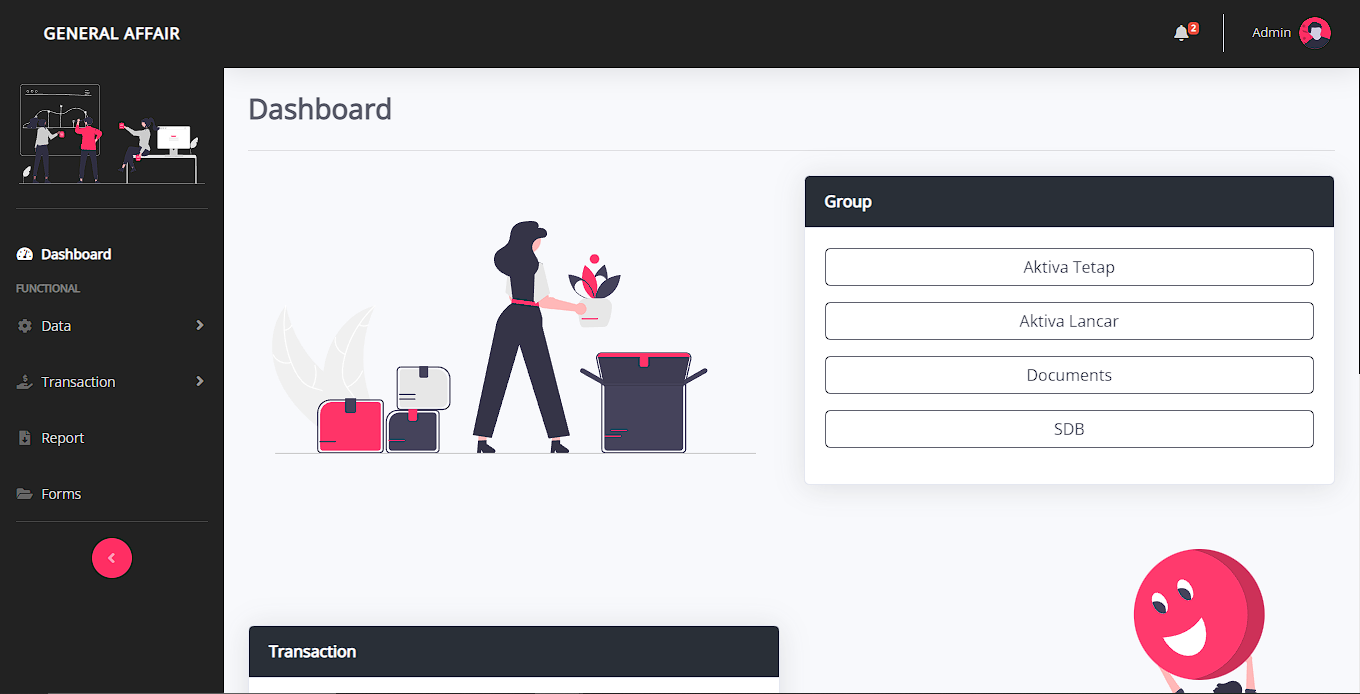 GENERAL AFFAIR
2
Admin
Dashboard
FUNCTIONAL
Data
Transaction
Report
Forms
Dashboard
Group
Aktiva Tetap
Aktiva Lancar
Documents
SDB
Transaction